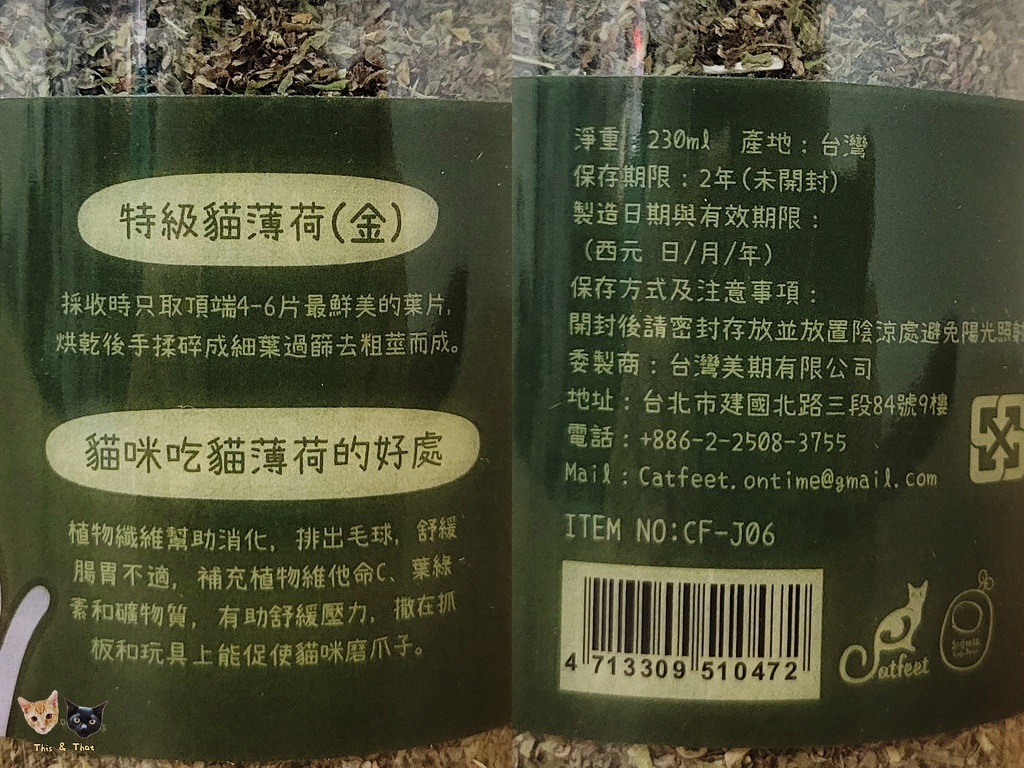 特級貓薄荷(金)
採收時只取頂端4-6片最鮮美的葉片,
烘乾後手揉碎成細葉過篩去粗莖而成。
貓咪吃貓薄荷的好處
植物纖維幫助消化, 排出毛球, 舒緩
腸胃不適, 補充植物維他命C、葉綠
素和礦物質, 有助舒緩壓力, 撒在抓
板和玩具上能促使貓咪磨爪子。
This & That
淨重: 230ml 產地:台灣
保存期限:2年(未開封)
製造日期與有效期限:
(西元 日/月/年)
保存方式及注意事項:
開封後請密封存放並放置陰涼處避免陽光照射
委製商:台灣美期有限公司
地址:台北市建國北路三段84號9樓
電話:+886-2-2508-3755
Mail:Catfeet.ontime@gmail.com
ITEM NO:CF-J06
4 713309 510472
Catfeet